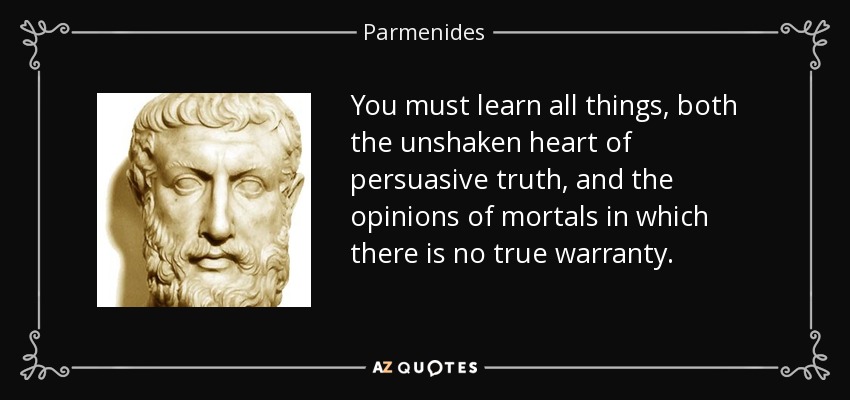 Parmenides
You must learn all things, both
the unshaken heart of
persuasive truth, and the
opinions of mortals in which
there is no true warranty.
AZ QUOTES